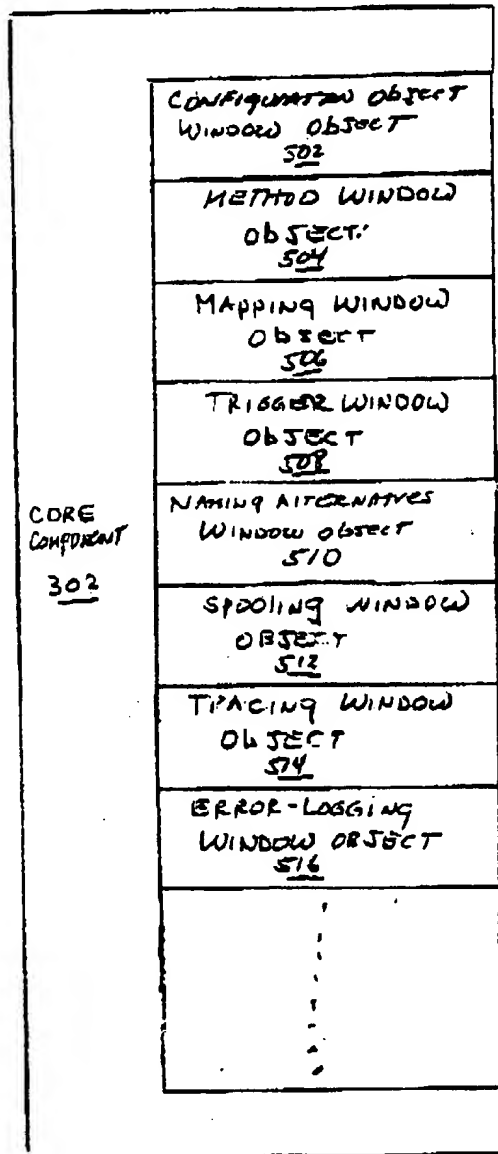 CONFIGURATION ObJECT
WINDOW ObJECT
502
METHOD WINDOW
ObJECT
504
MAPPING WINDOW
ObJECT
506
TRIGGER WINDOW
ObJECT
508
NAMING ALTERNATIVES
WINDOW object
510
SPOOLING WINDOW
OBJECT
512
TRACING WINDOW
ObJECT
514
ERROR-LOGGING
WINDOW OBJECT
516
CORE
COMPONENT
302